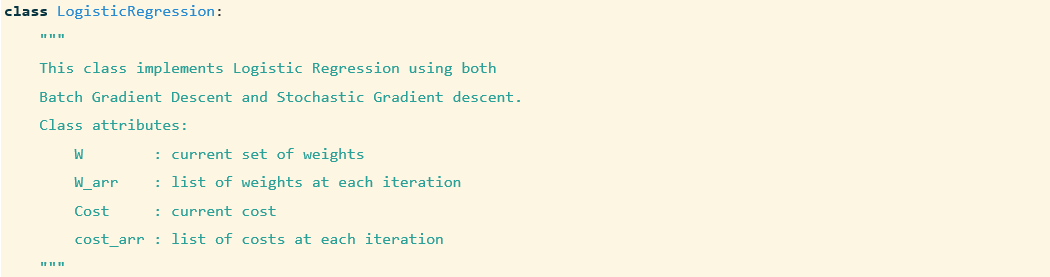 class LogisticRegression:
    """
    This class implements Logistic Regression using both
    Batch Gradient Descent and Stochastic Gradient descent.
    Class attributes:
        W        : current set of weights
        W_arr    : list of weights at each iteration
        Cost     : current cost
        cost_arr : list of costs at each iteration
    """